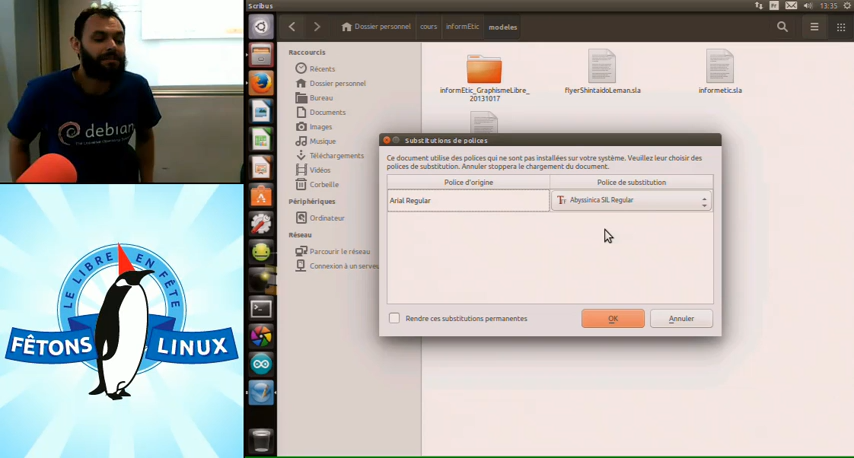 Scribus
Fr
13:35
Dossier personnel
cours
informEtic
modeles
Raccourcis
Récents
Dossier personnel
Bureau
Documents
Images
Musique
Téléchargements
Vidéos
Corbeille
Périphériques
Ordinateur
Réseau
Parcourir le réseau
Connexion à un serveu
informEtic_GraphismeLibre_
20131017
flyerShintaidoLeman.sla
informetic.sla
Substitutions de polices
Ce document utilise des polices qui ne sont pas installées sur votre système. Veuillez leur choisir des
polices de substitution. Annuler stoppera le chargement du document.
Police d'origine
Police de substitution
Arial Regular
Abyssinica SIL Regular
Rendre ces substitutions permanentes
OK
Annuler
debian
LE LIBRE EN FÊTE
FÊTONS LINUX